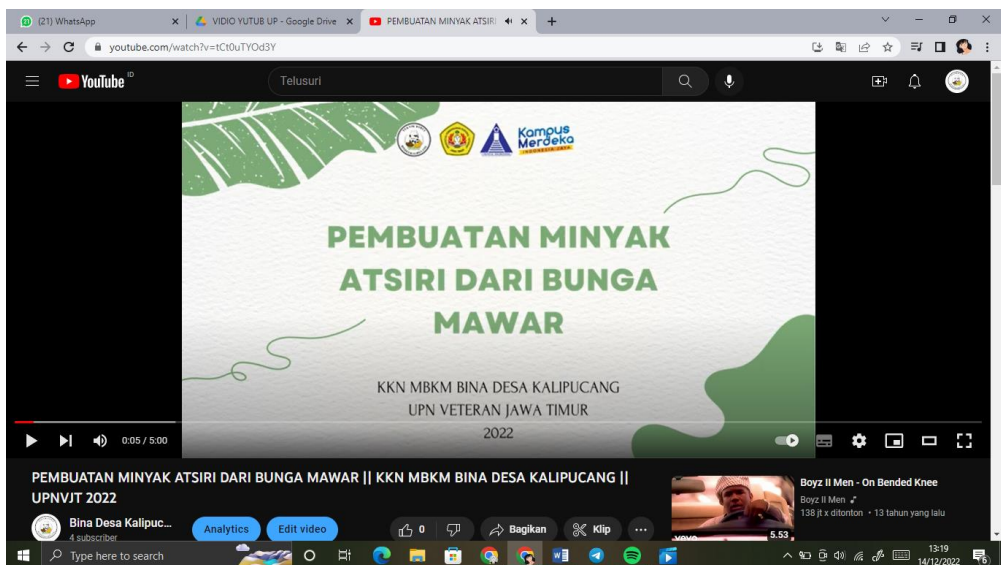 (21) WhatsApp
VIDIO YUTUB UP - Google Drive
PEMBUATAN MINYAK ATSIRI
youtube.com/watch?v=tCt0uTYOd3Y
YouTube ID
Telusuri
Kampus
Merdeka
INDONESIA JAYA
PEMBUATAN MINYAK
ATSIRI DARI BUNGA
MAWAR
KKN MBKM BINA DESA KALIPUCANG
UPN VETERAN JAWA TIMUR
2022
0:05 / 5:00
PEMBUATAN MINYAK ATSIRI DARI BUNGA MAWAR || KKN MBKM BINA DESA KALIPUCANG ||
UPNVJT 2022
Bina Desa Kalipuc...
4 subscriber
Analytics
Edit video
0
Bagikan
Klip
vevo
5.53
Boyz II Men - On Bended Knee
Boyz II Men
138 jt x ditonton • 13 tahun yang lalu
Type here to search
13:19
14/12/2022
6